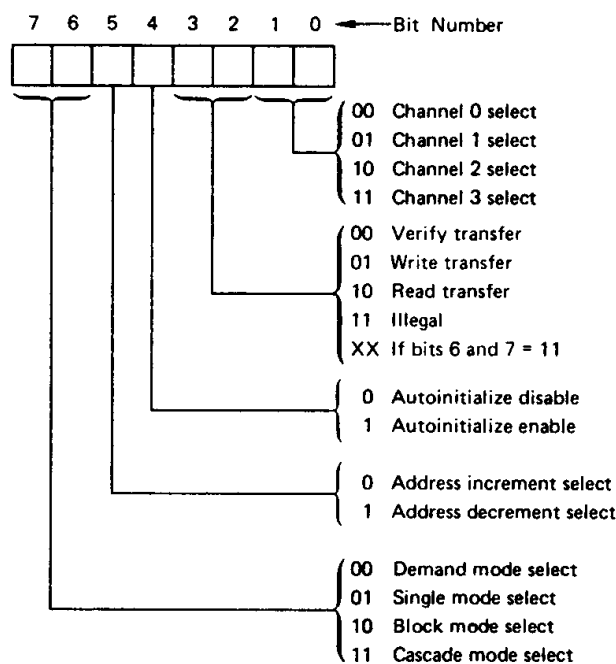 7 6 5 4 3 2 1 0 Bit Number
00 Channel 0 select
01 Channel 1 select
10 Channel 2 select
11 Channel 3 select
00 Verify transfer
01 Write transfer
10 Read transfer
11 Illegal
XX If bits 6 and 7 = 11
0 Autoinitialize disable
1 Autoinitialize enable
0 Address increment select
1 Address decrement select
00 Demand mode select
01 Single mode select
10 Block mode select
11 Cascade mode select